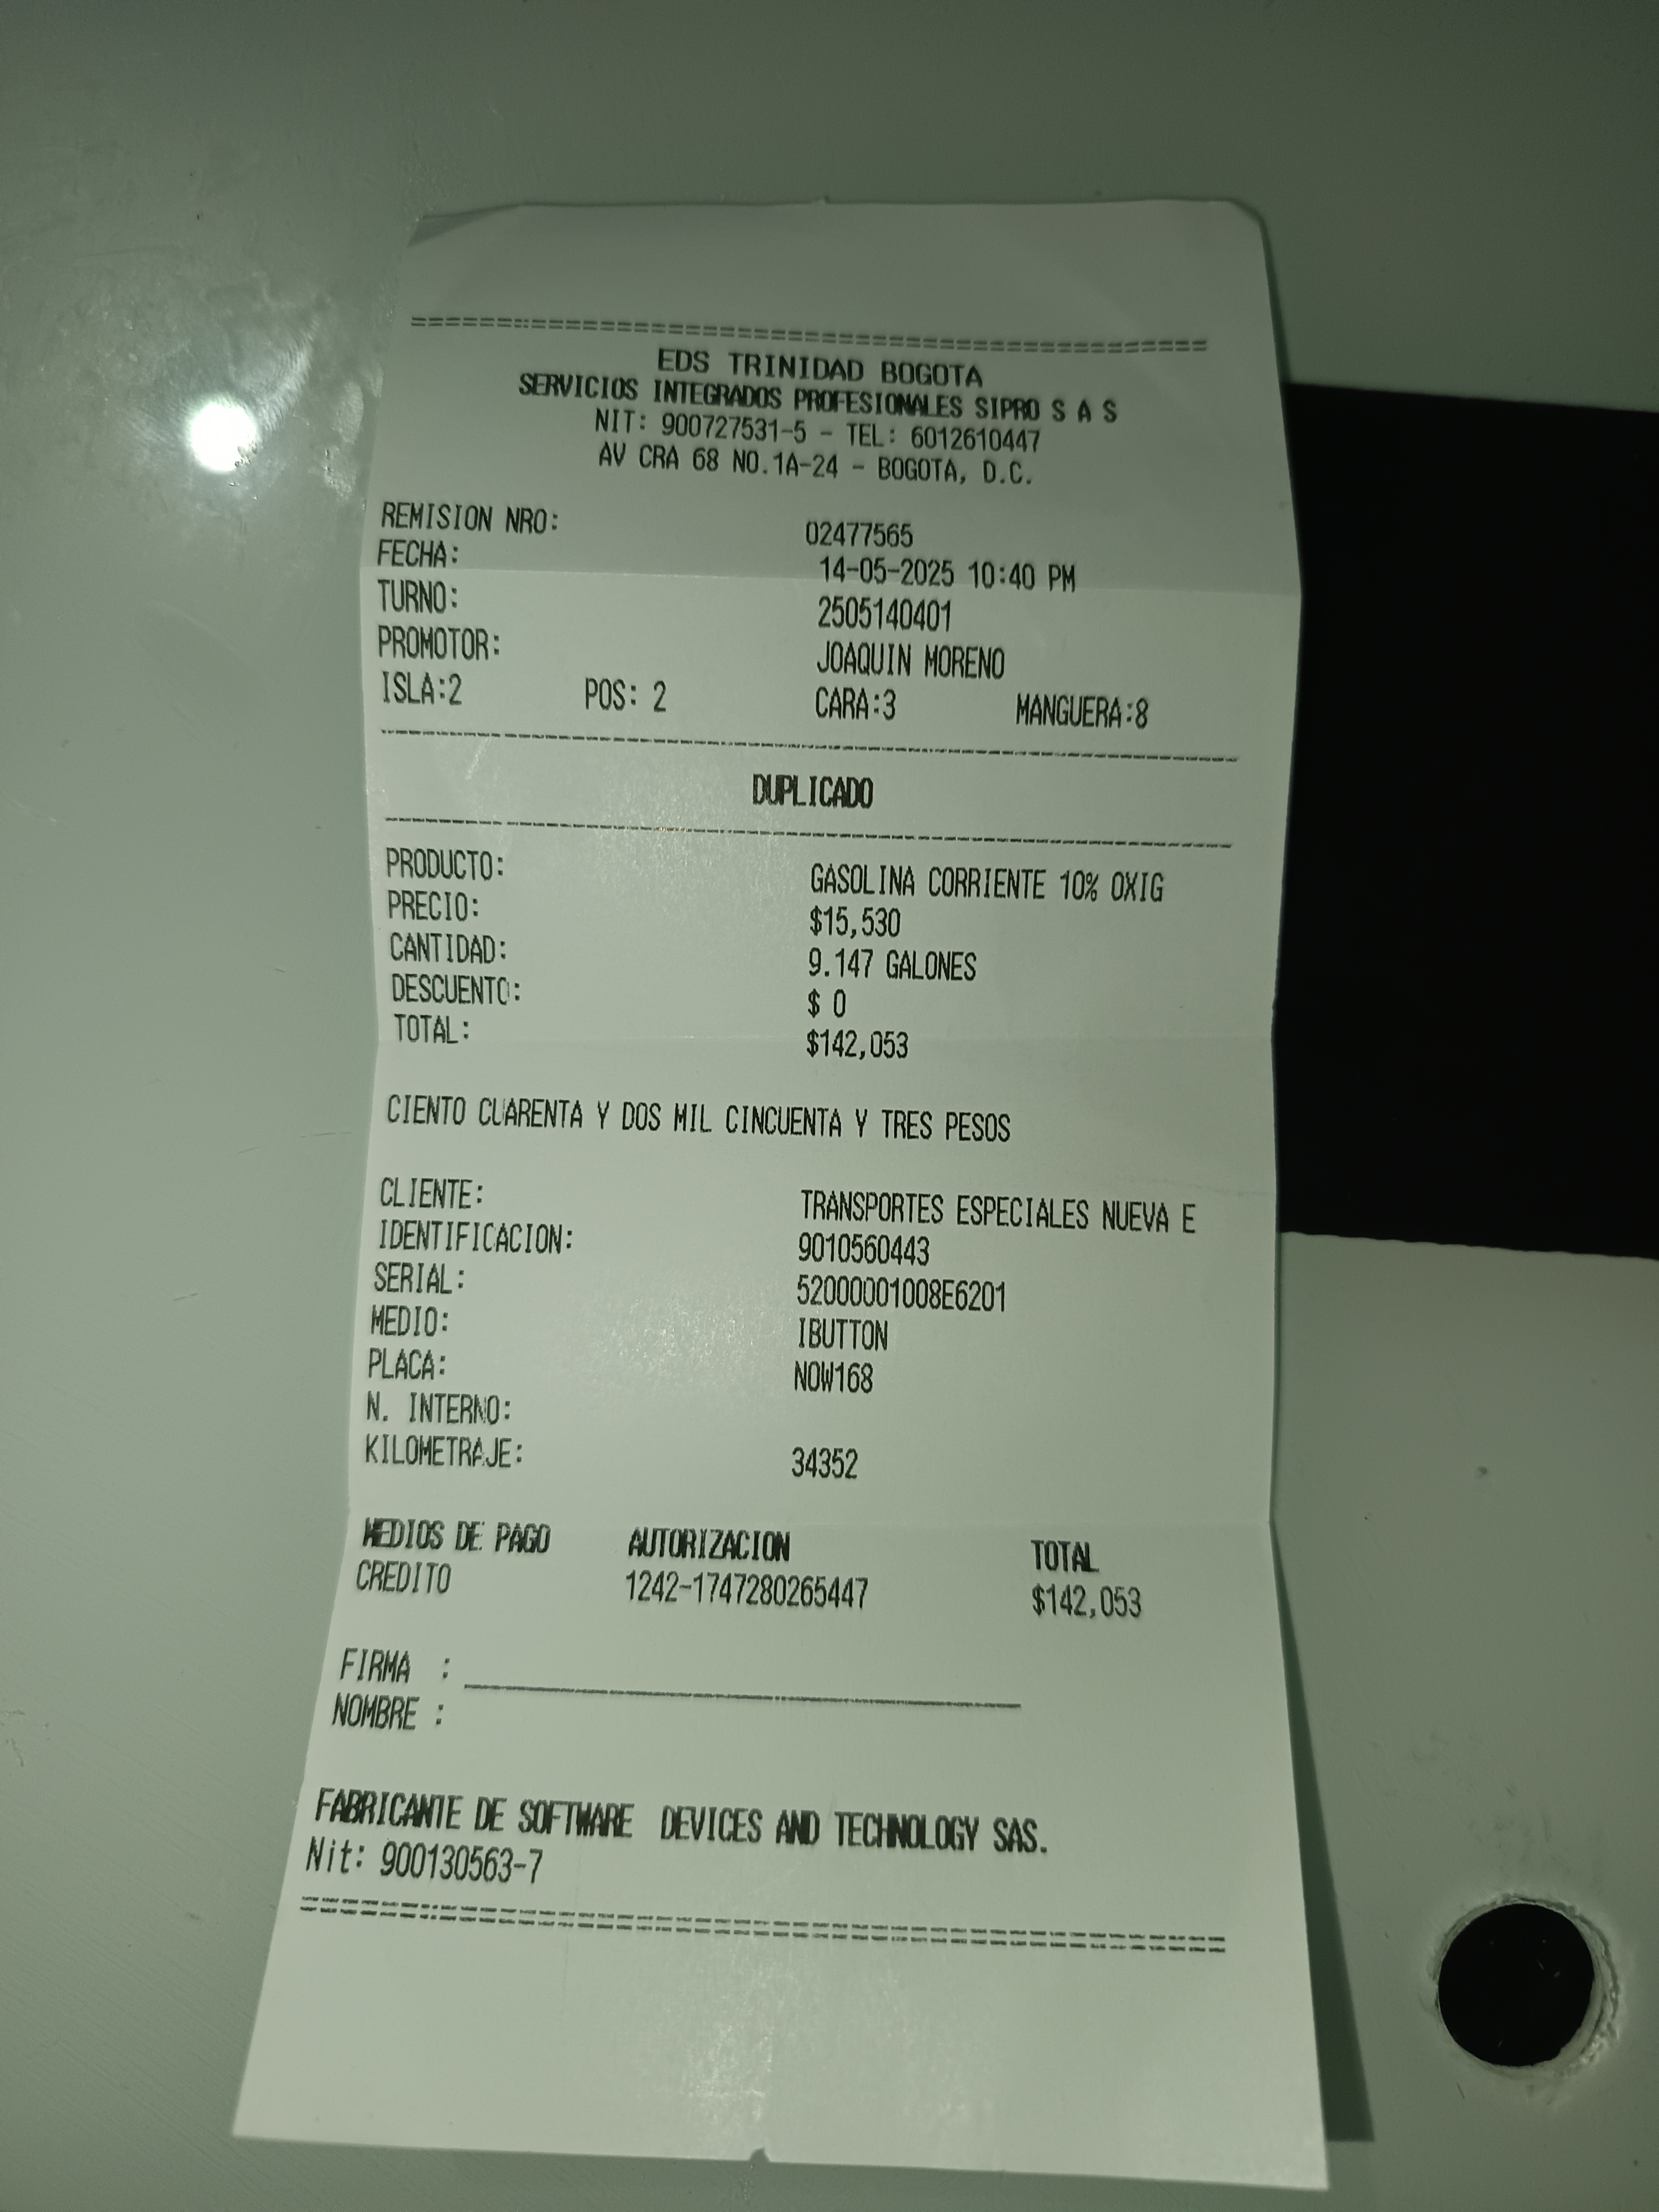 ================================================
EDS TRINIDAD BOGOTA
SERVICIOS INTEGRADOS PROFESIONALES SIPRO S A S
NIT: 900727531-5 - TEL: 6012610447
AV CRA 68 NO.1A-24 - BOGOTA, D.C.
REMISION NRO: 02477565
FECHA: 14-05-2025 10:40 PM
TURNO: 2505140401
PROMOTOR: JOAQUIN MORENO
ISLA:2 POS: 2 CARA:3 MANGUERA:8
DUPLICADO
PRODUCTO: GASOLINA CORRIENTE 10% OXIG
PRECIO: $15,530
CANTIDAD: 9.147 GALONES
DESCUENTO: $ 0
TOTAL: $142,053
CIENTO CUARENTA Y DOS MIL CINCUENTA Y TRES PESOS
CLIENTE: TRANSPORTES ESPECIALES NUEVA E
IDENTIFICACION: 9010560443
SERIAL: 52000001008E6201
MEDIO: IBUTTON
PLACA: NOW168
N. INTERNO:
KILOMETRAJE: 34352
MEDIOS DE PAGO AUTORIZACION TOTAL
CREDITO 1242-1747280265447 $142,053
FIRMA :
NOMBRE :
FABRICANTE DE SOFTWARE DEVICES AND TECHNOLOGY SAS.
Nit: 900130563-7